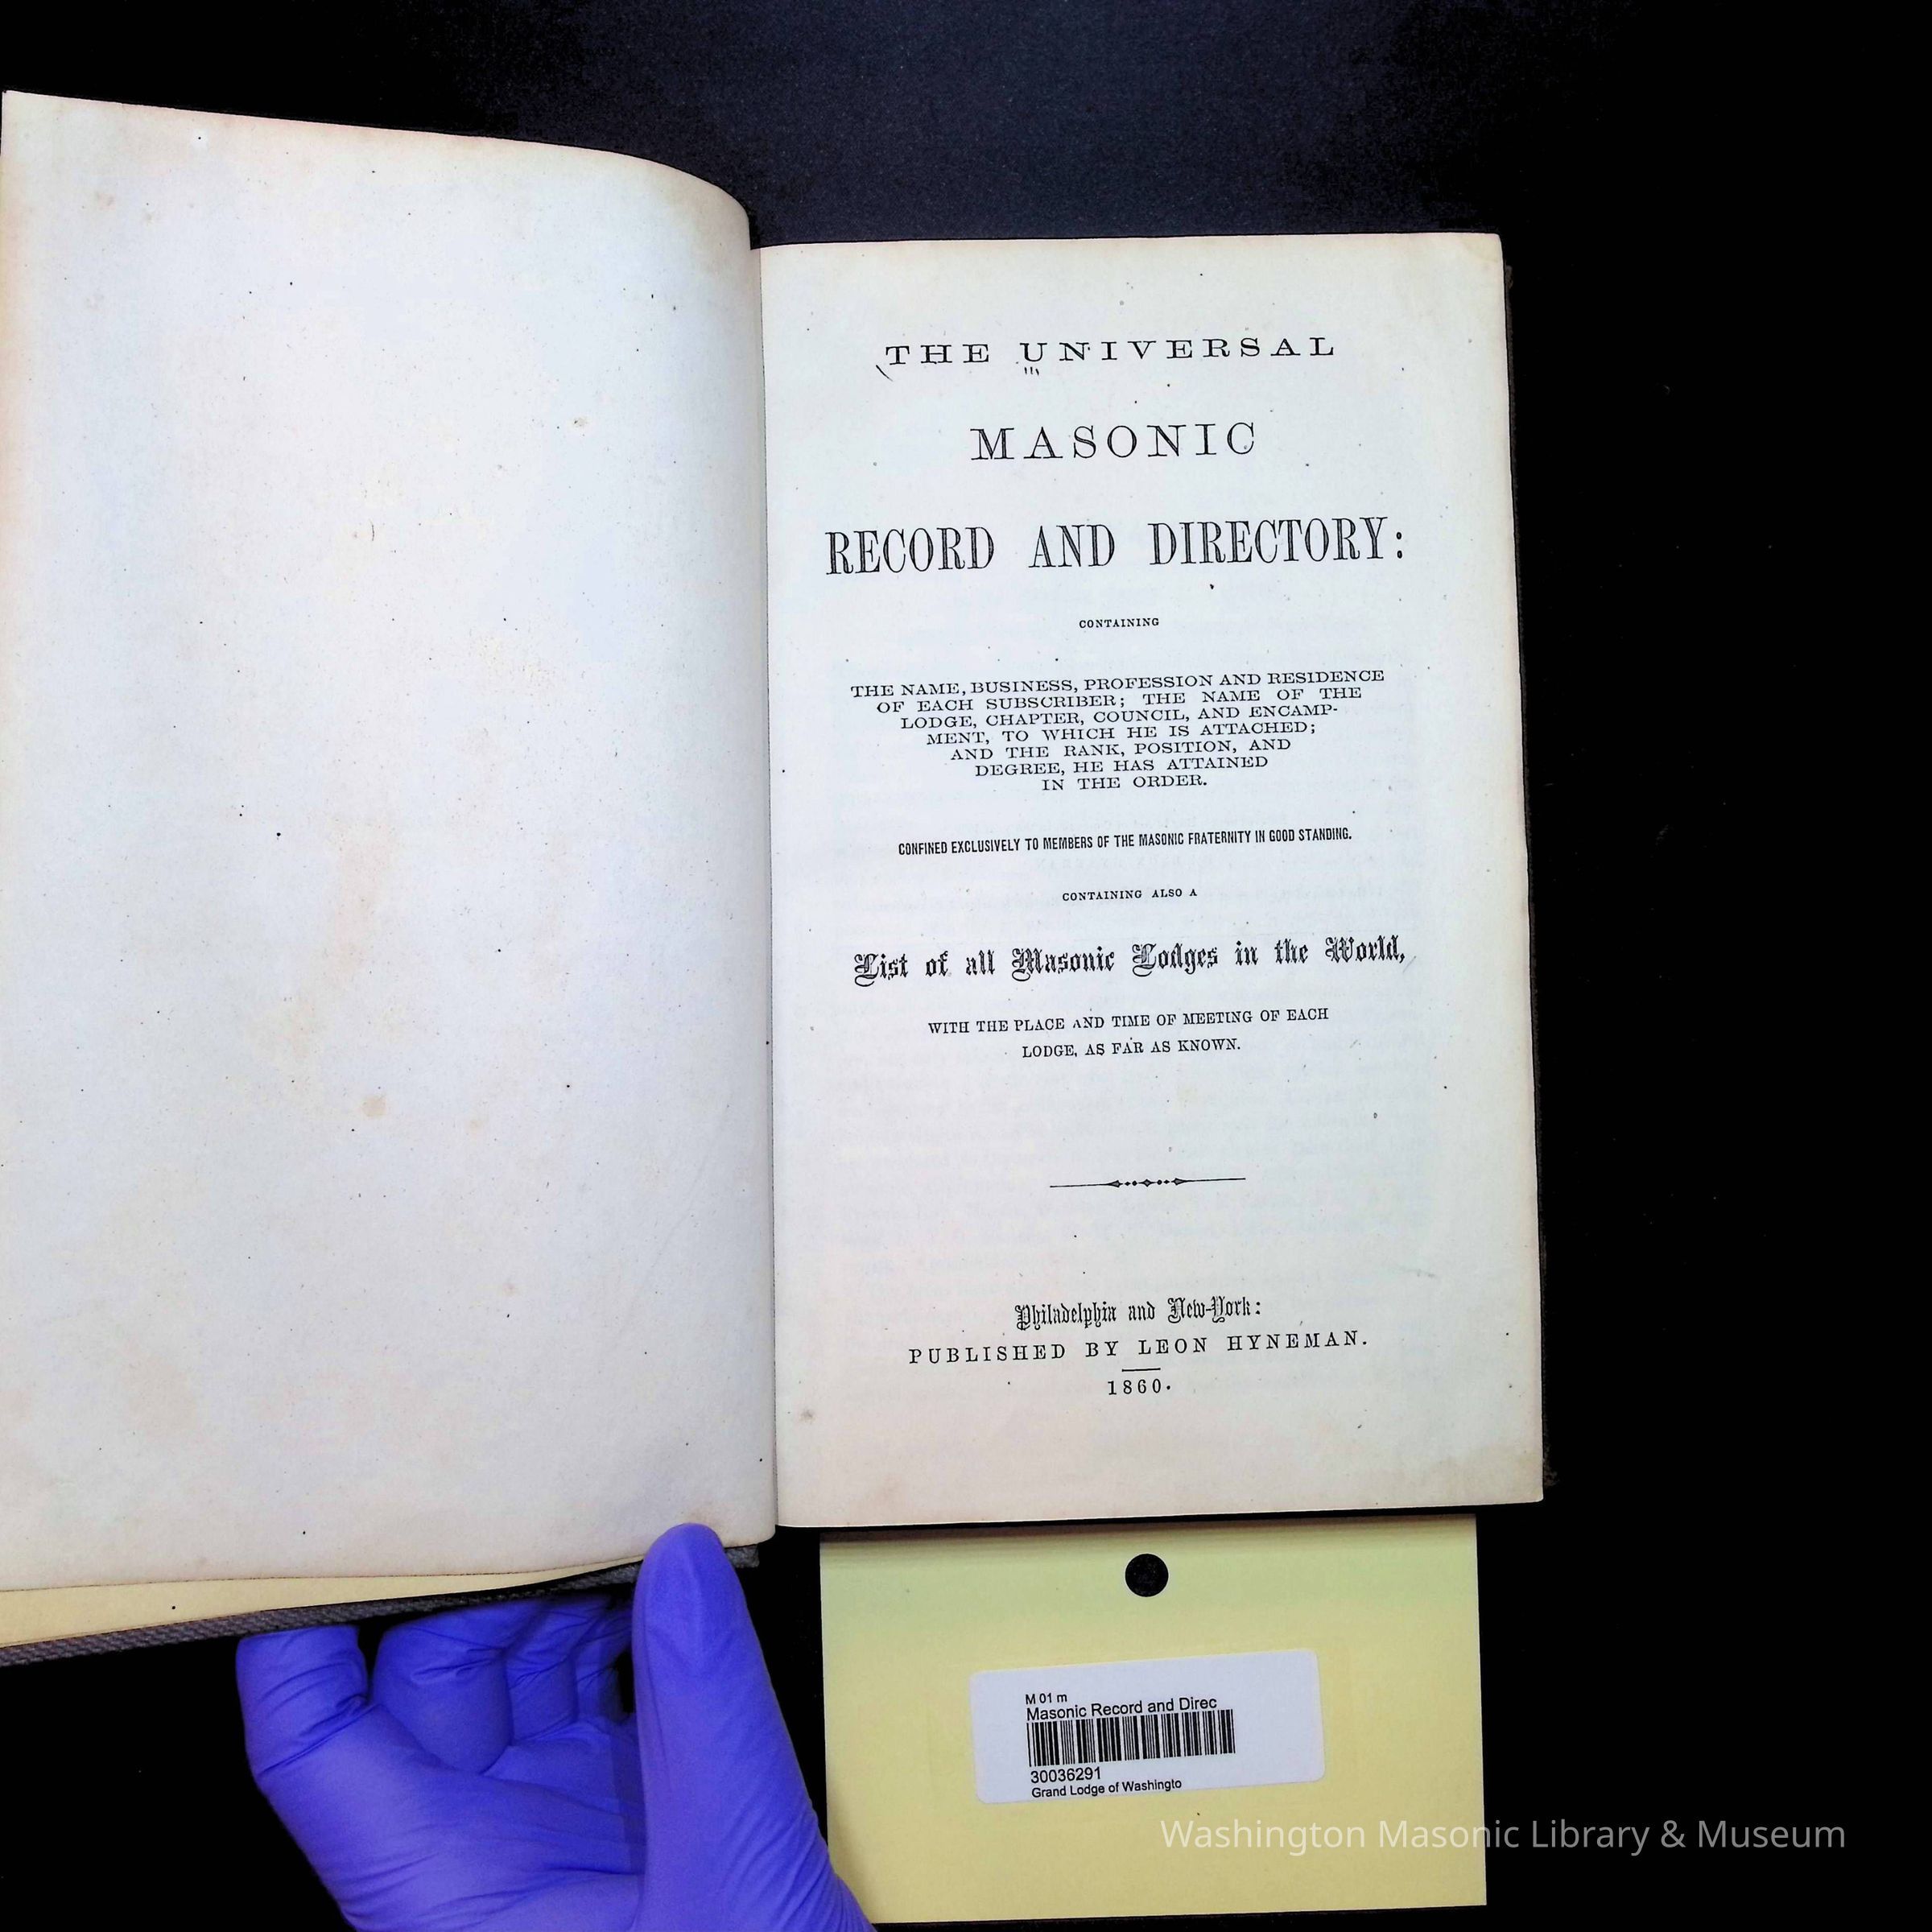 THE UNIVERSAL
MASONIC
RECORD AND DIRECTORY:
CONTAINING
THE NAME, BUSINESS, PROFESSION AND RESIDENCE
OF EACH SUBSCRIBER; THE NAME OF THE
LODGE, CHAPTER, COUNCIL, AND ENCAMP-
MENT, TO WHICH HE IS ATTACHED;
AND THE RANK, POSITION, AND
DEGREE, HE HAS ATTAINED
IN THE ORDER.
CONFINED EXCLUSIVELY TO MEMBERS OF THE MASONIC FRATERNITY IN GOOD STANDING.
CONTAINING ALSO A
List of all Masonic Lodges in the World,
WITH THE PLACE AND TIME OF MEETING OF EACH
LODGE, AS FAR AS KNOWN.
Philadelphia and New-York:
PUBLISHED BY LEON HYNEMAN.
1860.
M 01 m
Masonic Record and Direc
30036291
Grand Lodge of Washingto
Washington Masonic Library & Museum